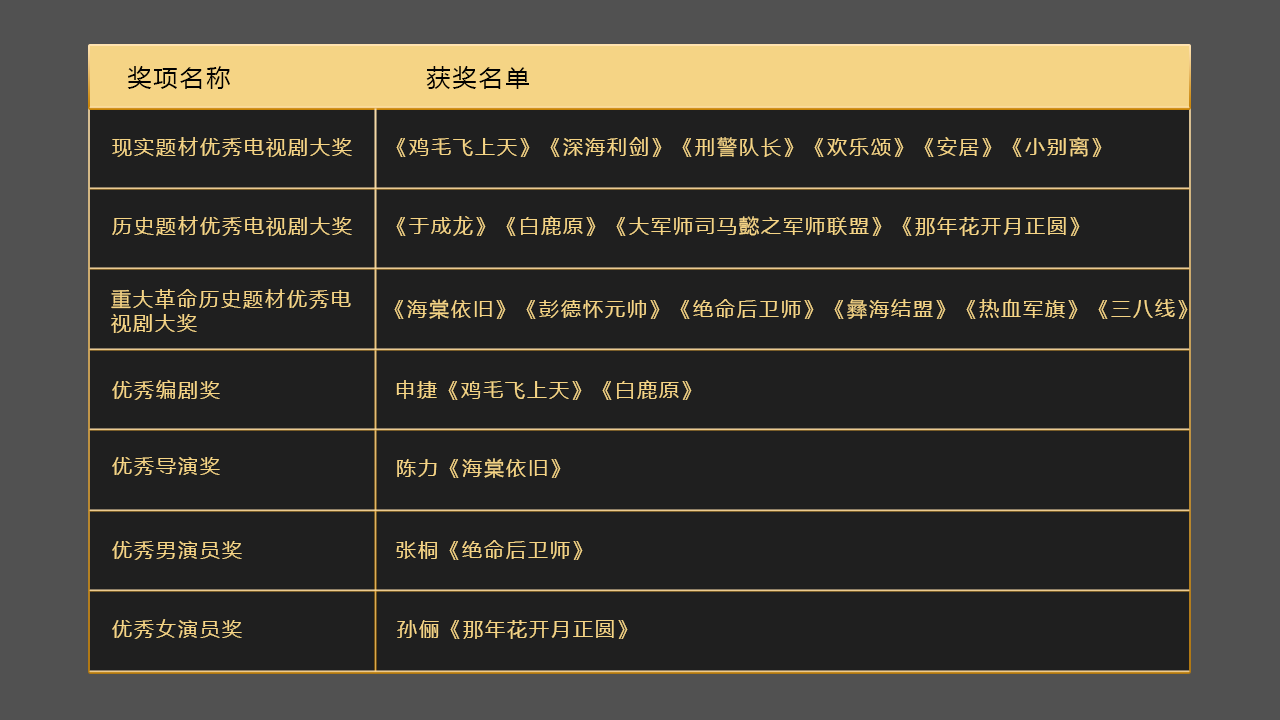 奖项名称 获奖名单
现实题材优秀电视剧大奖 《鸡毛飞上天》《深海利剑》《刑警队长》《欢乐颂》《安居》《小别离》
历史题材优秀电视剧大奖 《于成龙》《白鹿原》《大军师司马懿之军师联盟》《那年花开月正圆》
重大革命历史题材优秀电
视剧大奖 《海棠依旧》《彭德怀元帅》《绝命后卫师》《彝海结盟》《热血军旗》《三八线》
优秀编剧奖 申捷《鸡毛飞上天》《白鹿原》
优秀导演奖 陈力《海棠依旧》
优秀男演员奖 张桐《绝命后卫师》
优秀女演员奖 孙俪《那年花开月正圆》